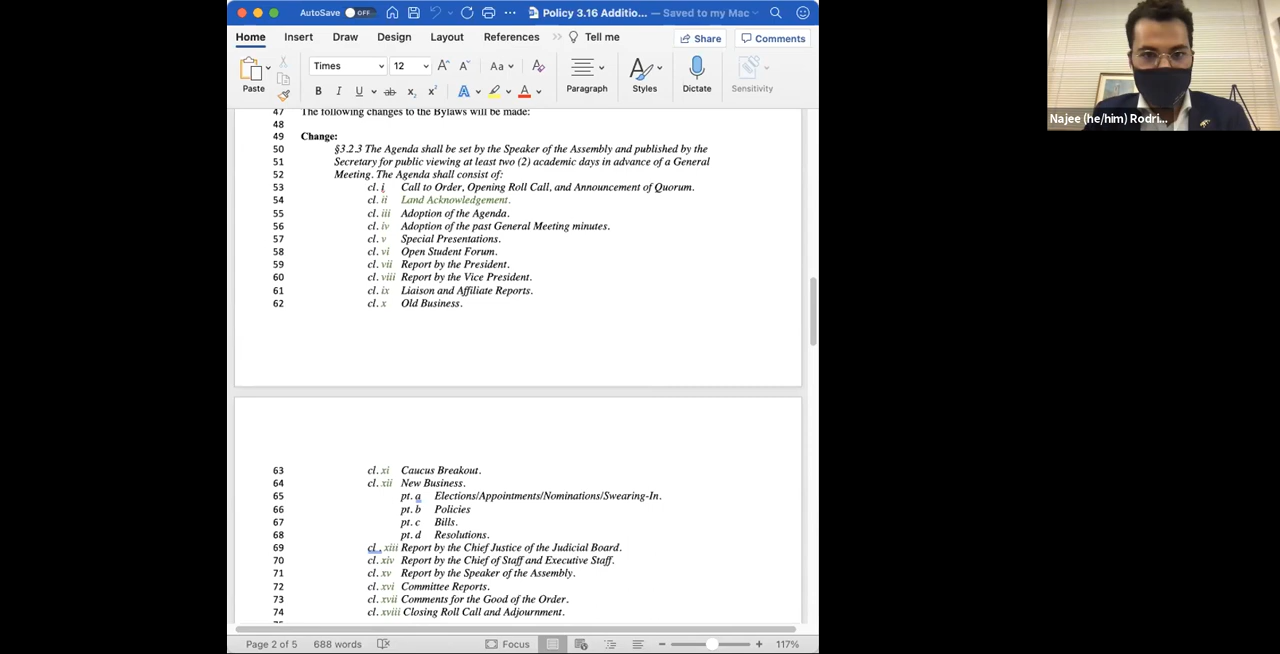 AutoSave OFF Policy 3.16 Additio... — Saved to my Mac
Home Insert Draw Design Layout References Tell me Share Comments
Paste Times 12 Aa Paragraph Styles Dictate Sensitivity
B I U ab x₂ x² A A
47 The following changes to the Bylaws will be made:
48
49 Change:
50 §3.2.3 The Agenda shall be set by the Speaker of the Assembly and published by the
51 Secretary for public viewing at least two (2) academic days in advance of a General
52 Meeting. The Agenda shall consist of:
53 cl. i Call to Order, Opening Roll Call, and Announcement of Quorum.
54 cl. ii Land Acknowledgement.
55 cl. iii Adoption of the Agenda.
56 cl. iv Adoption of the past General Meeting minutes.
57 cl. v Special Presentations.
58 cl. vi Open Student Forum.
59 cl. vii Report by the President.
60 cl. viii Report by the Vice President.
61 cl. ix Liaison and Affiliate Reports.
62 cl. x Old Business.
63 cl. xi Caucus Breakout.
64 cl. xii New Business.
65 pt. a Elections/Appointments/Nominations/Swearing-In.
66 pt. b Policies
67 pt. c Bills.
68 pt. d Resolutions.
69 cl. xiii Report by the Chief Justice of the Judicial Board.
70 cl. xiv Report by the Chief of Staff and Executive Staff.
71 cl. xv Report by the Speaker of the Assembly.
72 cl. xvi Committee Reports.
73 cl. xvii Comments for the Good of the Order.
74 cl. xviii Closing Roll Call and Adjournment.
Page 2 of 5 688 words Focus 117%
Najee (he/him) Rodri...